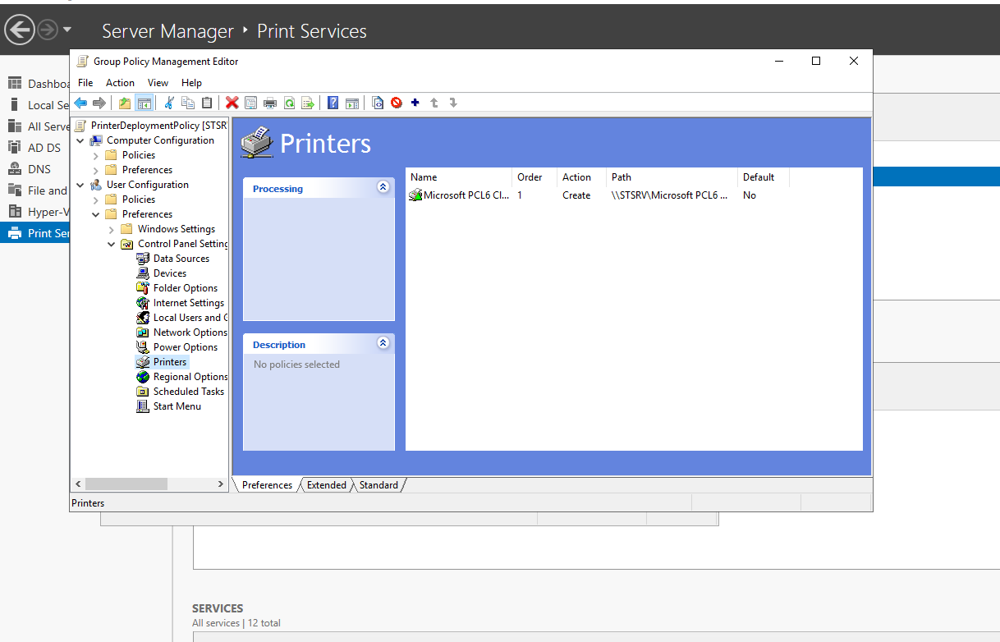 Server Manager ‣ Print Services
Group Policy Management Editor
File Action View Help
Dashboa
Local Se
All Serve
AD DS
DNS
File and
Hyper-V
Print Ser
PrinterDeploymentPolicy [STSR
Computer Configuration
Policies
Preferences
User Configuration
Policies
Preferences
Windows Settings
Control Panel Setting
Data Sources
Devices
Folder Options
Internet Settings
Local Users and G
Network Options
Power Options
Printers
Regional Options
Scheduled Tasks
Start Menu
Printers
Processing
Description
No policies selected
Name Order Action Path Default
Microsoft PCL6 Cl... 1 Create \\STSRV\Microsoft PCL6 ... No
Preferences Extended Standard
Printers
SERVICES
All services | 12 total